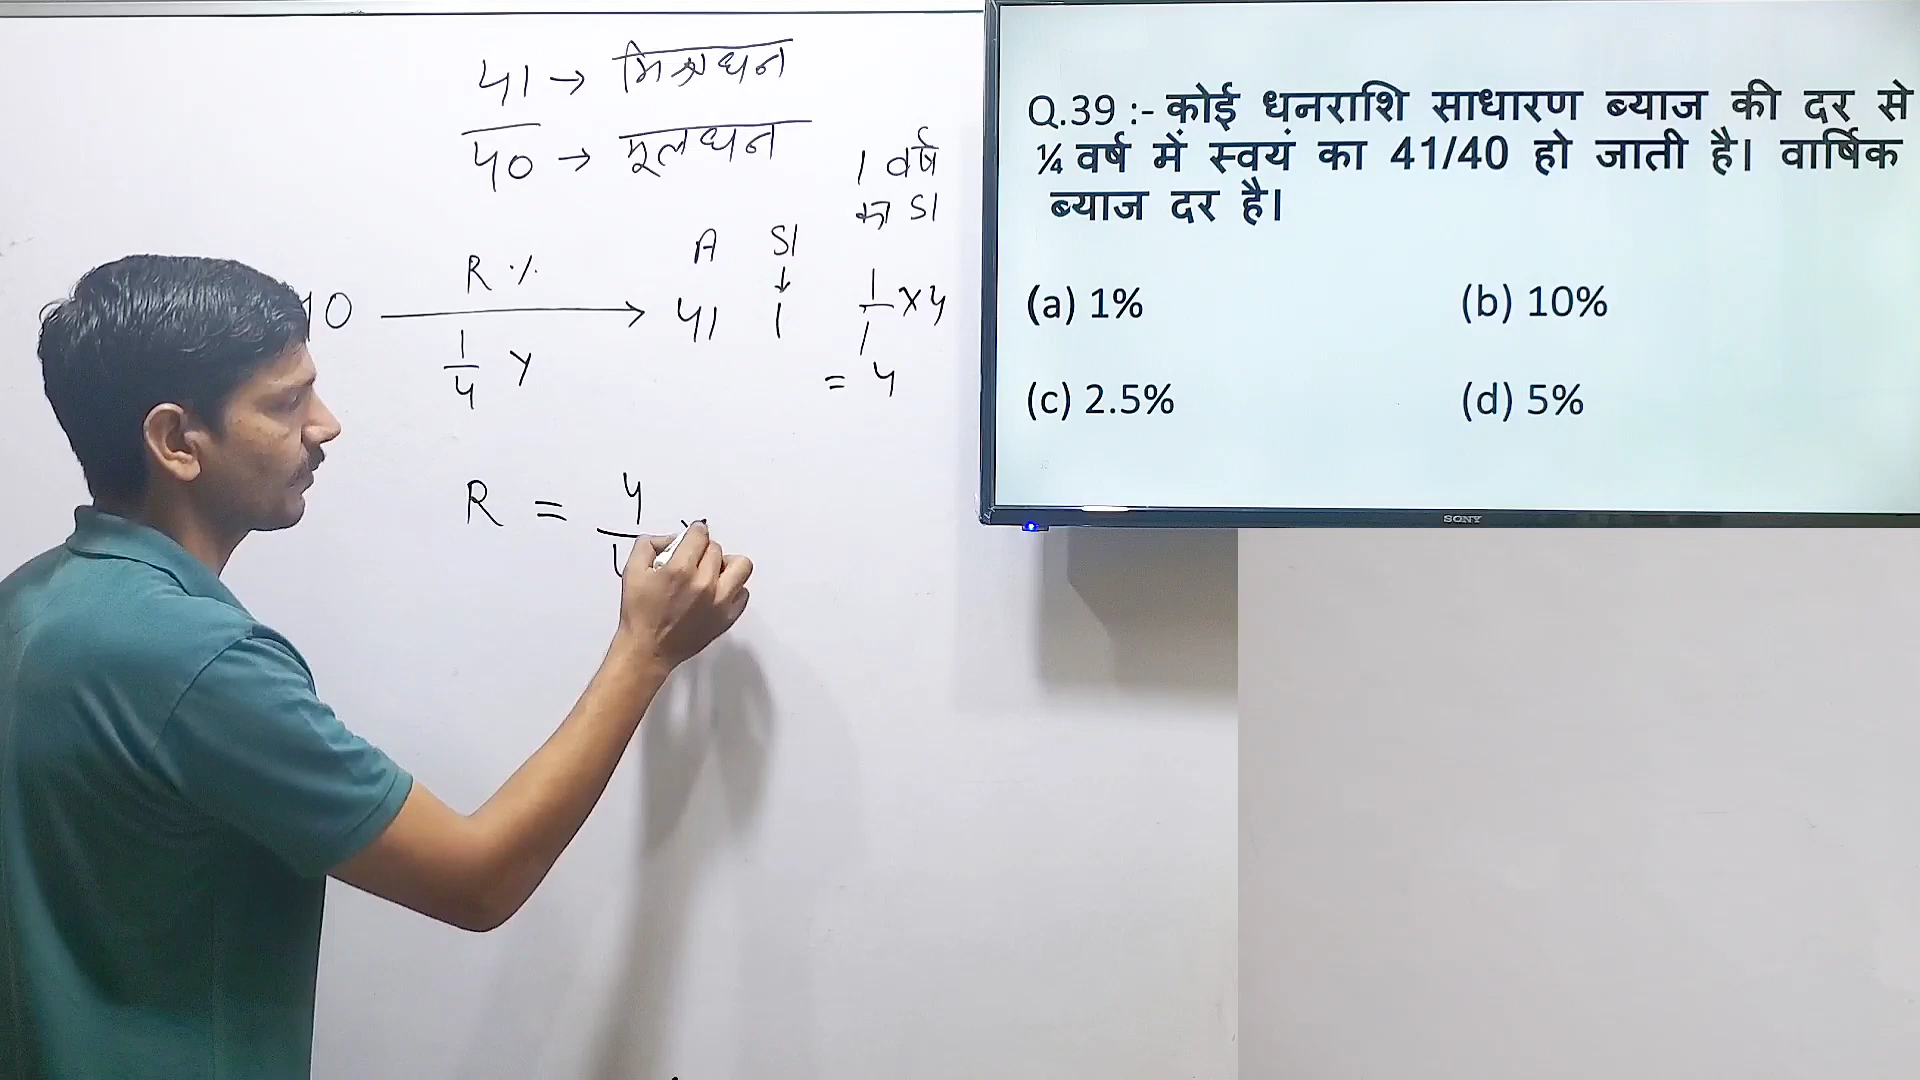 41 → मिश्रधन
40 → मूलधन
1 वर्ष
का SI
A SI
R %
↓
40 → 41 1
1/4 Y
1/1 x 4
= 4
R = 4/
Q.39 :- कोई धनराशि साधारण ब्याज की दर से
¼ वर्ष में स्वयं का 41/40 हो जाती है। वार्षिक
ब्याज दर है।
(a) 1% (b) 10%
(c) 2.5% (d) 5%
SONY